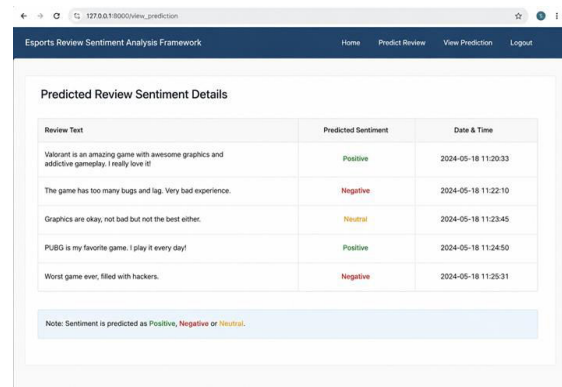 127.0.0.1:8000/view_prediction
Esports Review Sentiment Analysis Framework
Home Predict Review View Prediction Logout
Predicted Review Sentiment Details
Review Text Predicted Sentiment Date & Time
Valorant is an amazing game with awesome graphics and
addictive gameplay. I really love it! Positive 2024-05-18 11:20:33
The game has too many bugs and lag. Very bad experience. Negative 2024-05-18 11:22:10
Graphics are okay, not bad but not the best either. Neutral 2024-05-18 11:23:45
PUBG is my favorite game. I play it every day! Positive 2024-05-18 11:24:50
Worst game ever, filled with hackers. Negative 2024-05-18 11:25:31
Note: Sentiment is predicted as Positive, Negative or Neutral.